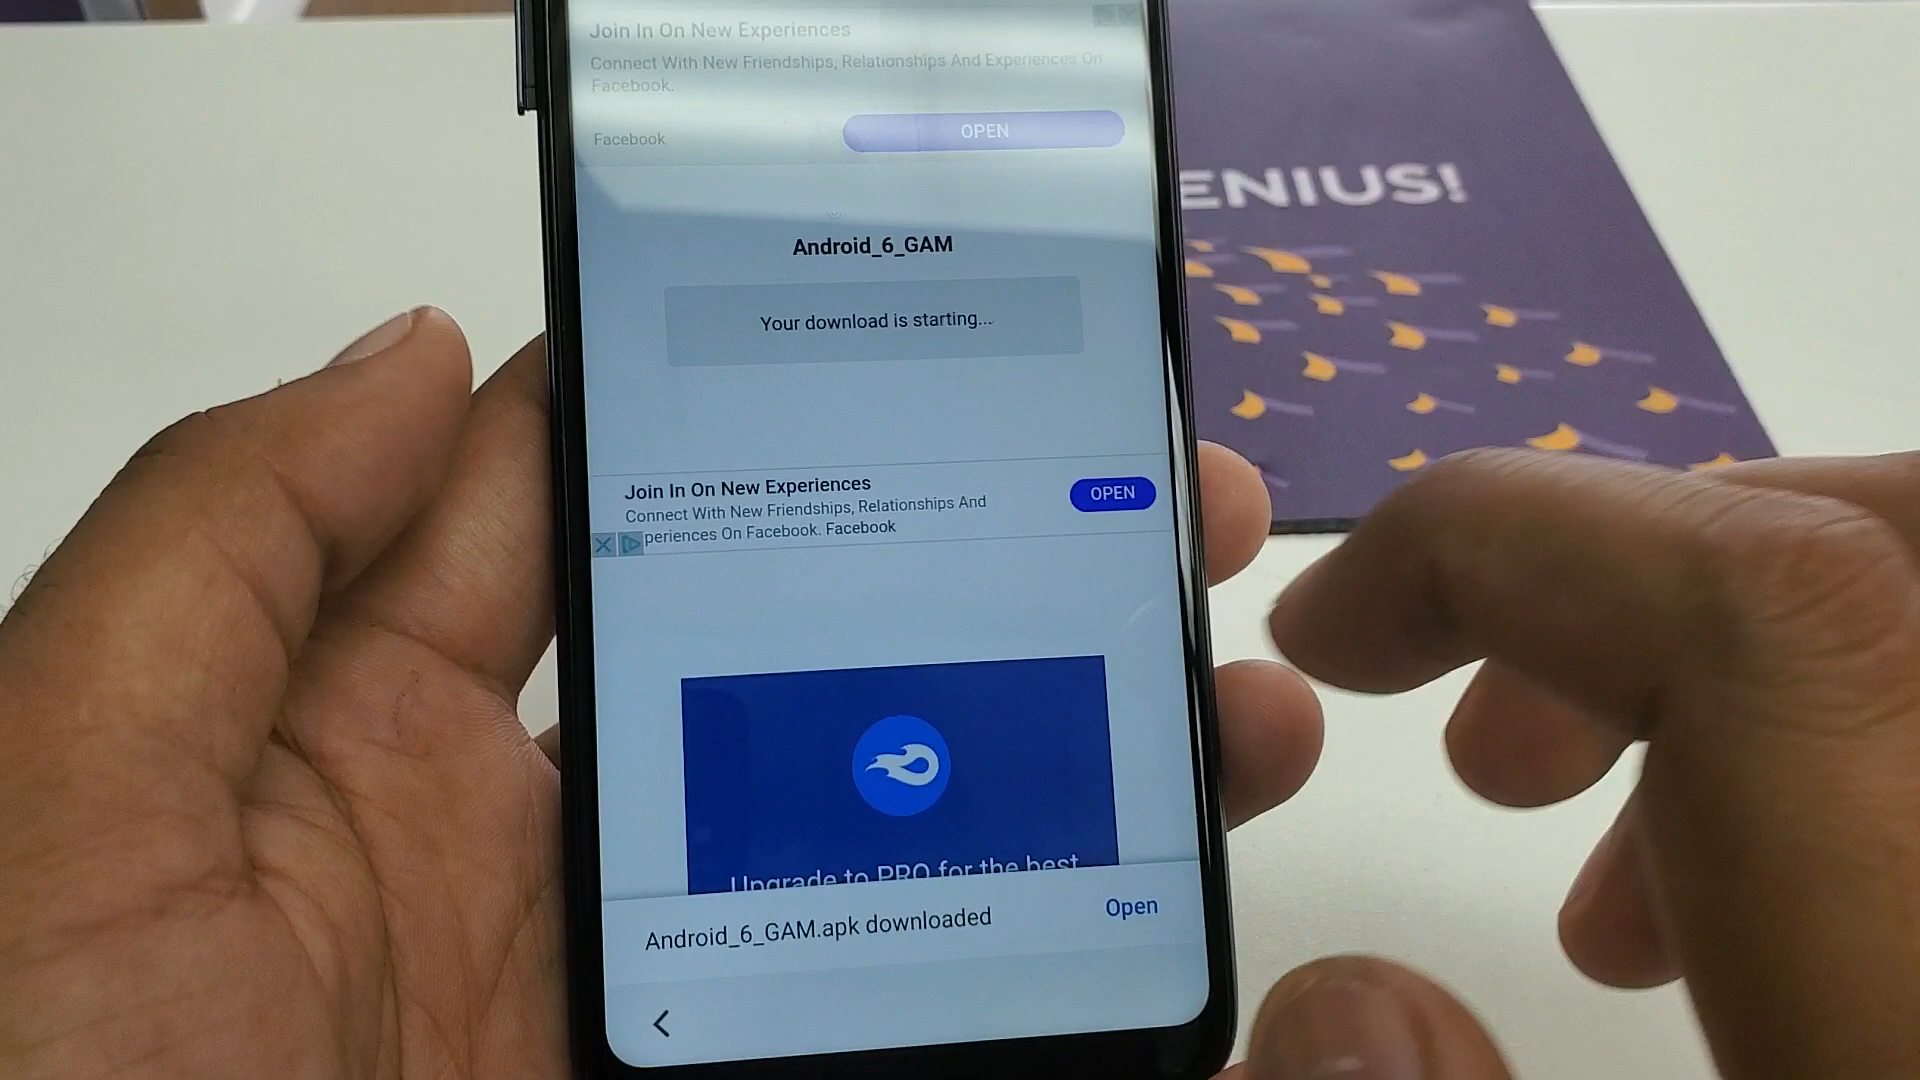 Join In On New Experiences
Connect With New Friendships, Relationships And Experiences On
Facebook.
Facebook
OPEN
ENIUS!
Android_6_GAM
Your download is starting...
Join In On New Experiences
Connect With New Friendships, Relationships And
periences On Facebook. Facebook
OPEN
Upgrade to PRO for the best
Android_6_GAM.apk downloaded
Open